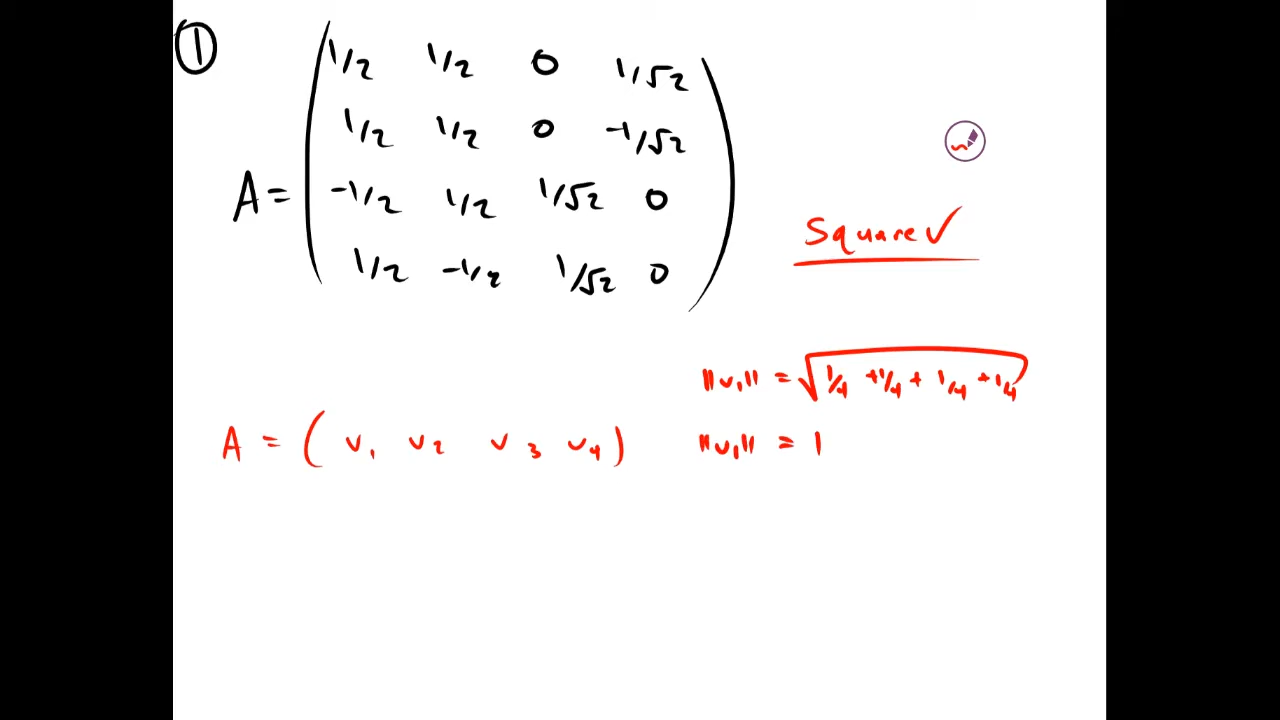 ①
1/2 1/2 0 1/√2
1/2 1/2 0 -1/√2
A = -1/2 1/2 1/√2 0
1/2 -1/2 1/√2 0
Square ✓
||v₁|| = √(1/4 + 1/4 + 1/4 + 1/4)
A = ( v₁ v₂ v₃ v₄ )
||v₁|| = 1